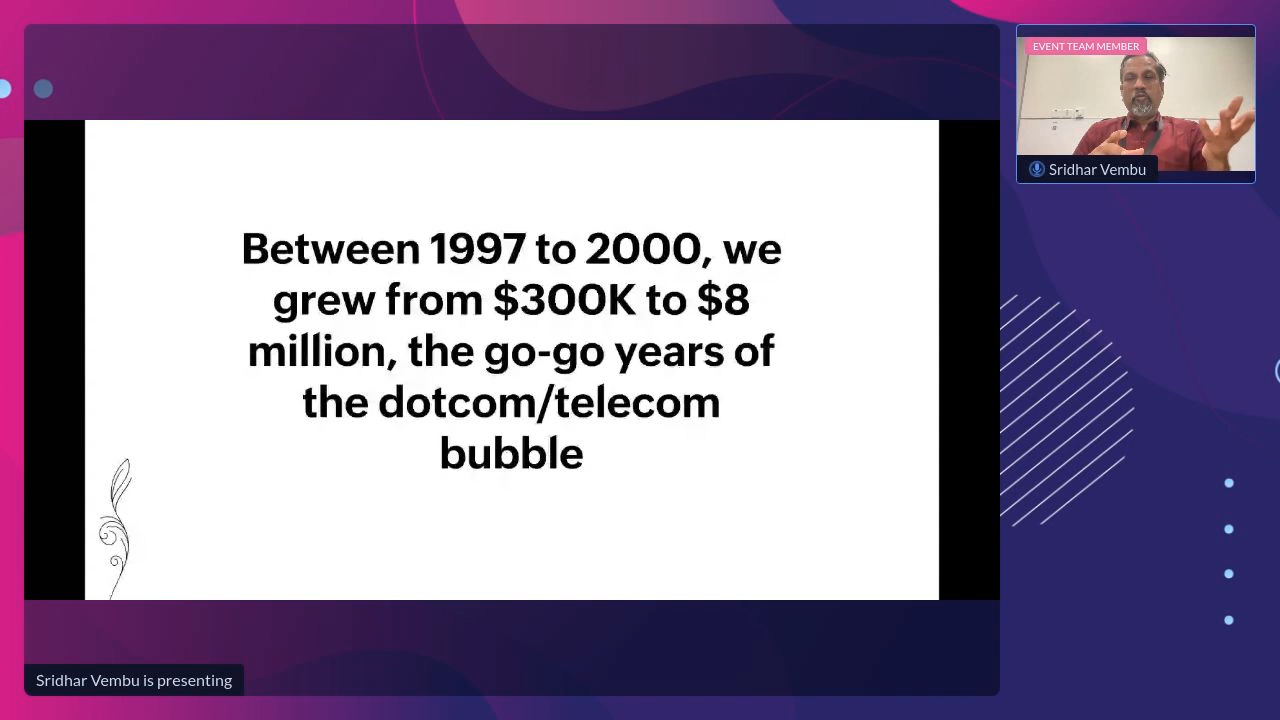 EVENT TEAM MEMBER
Sridhar Vembu
Between 1997 to 2000, we
grew from $300K to $8
million, the go-go years of
the dotcom/telecom
bubble
Sridhar Vembu is presenting